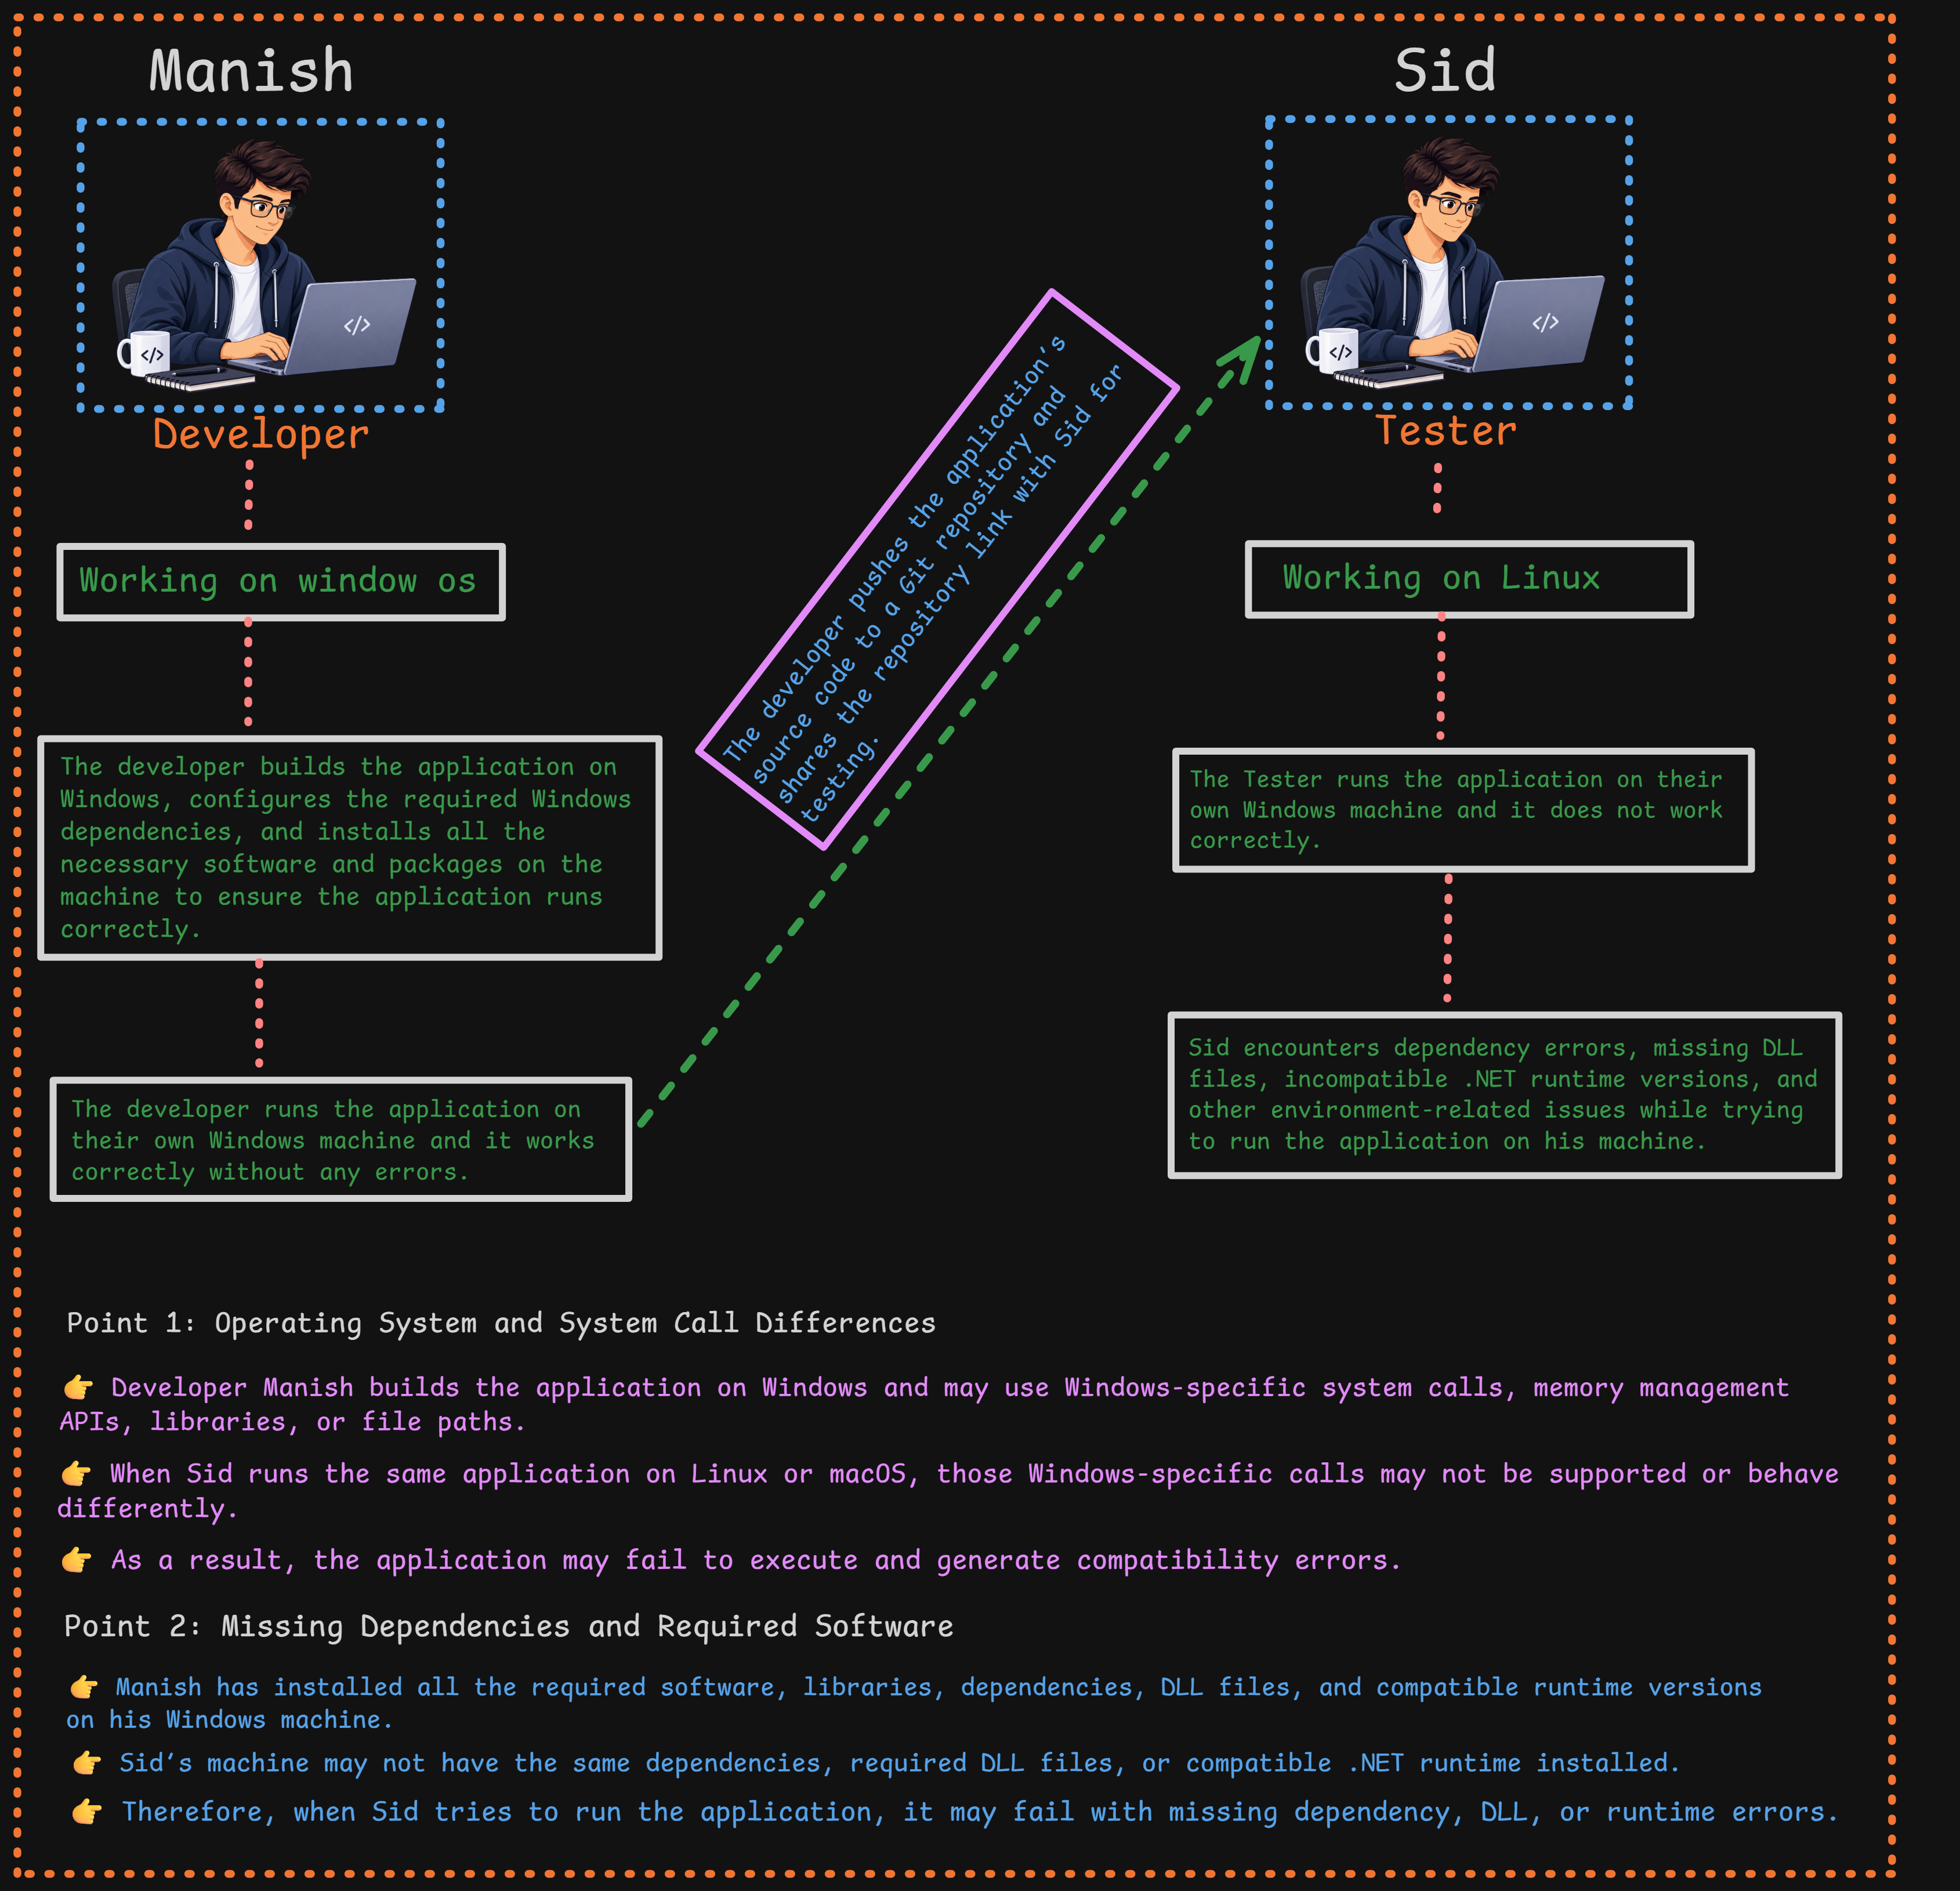 Manish
</>
</>
Developer
Working on window os
The developer builds the application on
Windows, configures the required Windows
dependencies, and installs all the
necessary software and packages on the
machine to ensure the application runs
correctly.
The developer runs the application on
their own Windows machine and it works
correctly without any errors.
The developer pushes the application's
source code to a Git repository and
shares the repository link with Sid for
testing.
Sid
</>
</>
Tester
Working on Linux
The Tester runs the application on their
own Windows machine and it does not work
correctly.
Sid encounters dependency errors, missing DLL
files, incompatible .NET runtime versions, and
other environment-related issues while trying
to run the application on his machine.
Point 1: Operating System and System Call Differences
👉 Developer Manish builds the application on Windows and may use Windows-specific system calls, memory management
APIs, libraries, or file paths.
👉 When Sid runs the same application on Linux or macOS, those Windows-specific calls may not be supported or behave
differently.
👉 As a result, the application may fail to execute and generate compatibility errors.
Point 2: Missing Dependencies and Required Software
👉 Manish has installed all the required software, libraries, dependencies, DLL files, and compatible runtime versions
on his Windows machine.
👉 Sid's machine may not have the same dependencies, required DLL files, or compatible .NET runtime installed.
👉 Therefore, when Sid tries to run the application, it may fail with missing dependency, DLL, or runtime errors.